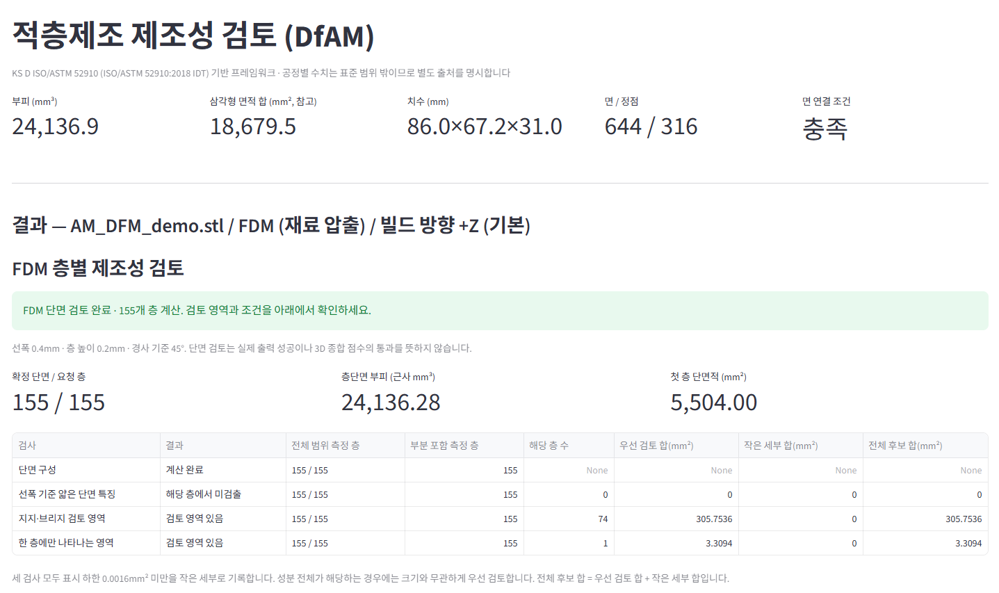 적층제조 제조성 검토 (DfAM)
KS D ISO/ASTM 52910 (ISO/ASTM 52910:2018 IDT) 기반 프레임워크 · 공정별 수치는 표준 범위 밖이므로 별도 출처를 명시합니다
부피 (mm³) 삼각형 면적 합 (mm², 참고) 치수 (mm) 면 / 정점 면 연결 조건
24,136.9 18,679.5 86.0×67.2×31.0 644 / 316 충족
결과 — AM_DFM_demo.stl / FDM (재료 압출) / 빌드 방향 +Z (기본)
FDM 층별 제조성 검토
FDM 단면 검토 완료 · 155개 층 계산. 검토 영역과 조건을 아래에서 확인하세요.
선폭 0.4mm · 층 높이 0.2mm · 경사 기준 45°. 단면 검토는 실제 출력 성공이나 3D 종합 점수의 통과를 뜻하지 않습니다.
확정 단면 / 요청 층 층단면 부피 (근사 mm³) 첫 층 단면적 (mm²)
155 / 155 24,136.28 5,504.00
검사 결과 전체 범위 측정 층 부분 포함 측정 층 해당 층 수 우선 검토 합(mm²) 작은 세부 합(mm²) 전체 후보 합(mm²)
단면 구성 계산 완료 155 / 155 155 None None None None
선폭 기준 얇은 단면 특징 해당 층에서 미검출 155 / 155 155 0 0 0 0
지지·브리지 검토 영역 검토 영역 있음 155 / 155 155 74 305.7536 0 305.7536
한 층에만 나타나는 영역 검토 영역 있음 155 / 155 155 1 3.3094 0 3.3094
세 검사 모두 표시 하한 0.0016mm² 미만을 작은 세부로 기록합니다. 성분 전체가 해당하는 경우에는 크기와 무관하게 우선 검토합니다. 전체 후보 합 = 우선 검토 합 + 작은 세부 합입니다.